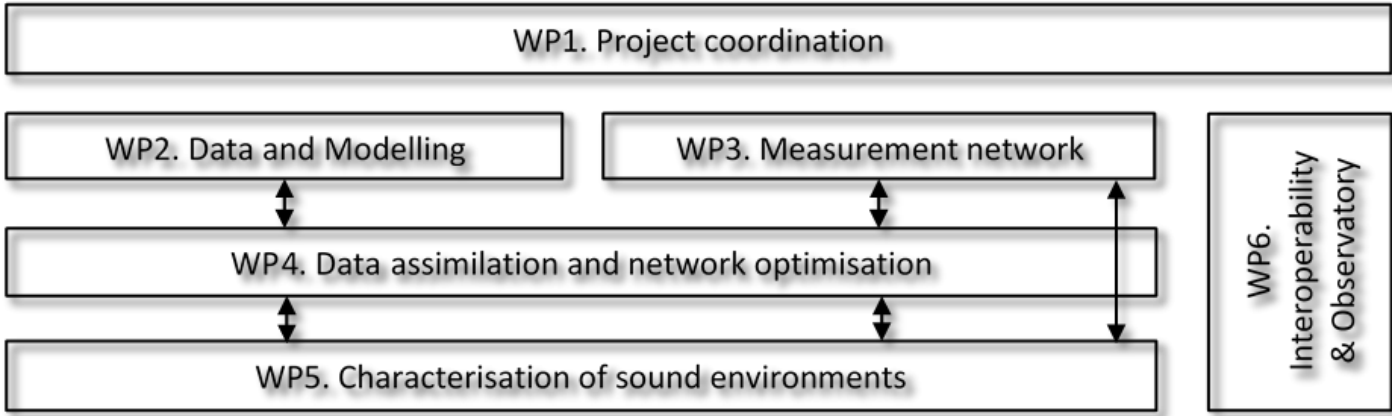 WP1. Project coordination
WP2. Data and Modelling
WP3. Measurement network
WP4. Data assimilation and network optimisation
WP5. Characterisation of sound environments
WP6.
Interoperability
& Observatory